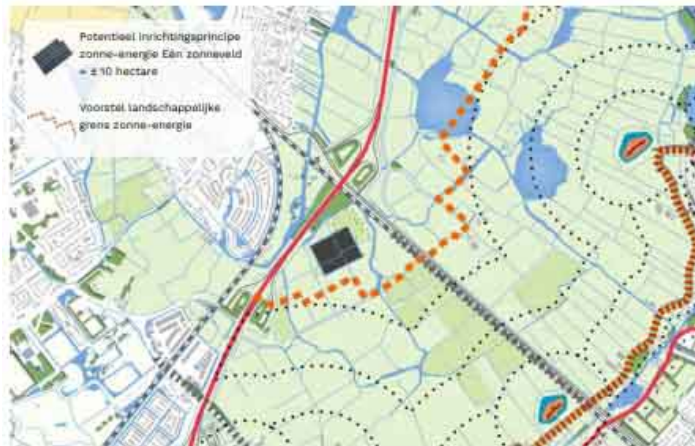 Potentieel inrichtingsprincipe
zonne-energie Eén zonneveld
= ± 10 hectare
Voorstel landschappelijke
grens zonne-energie